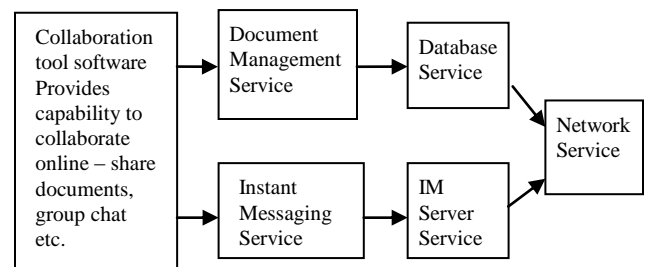 Collaboration
tool software
Provides
capability to
collaborate
online – share
documents,
group chat
etc.
Document
Management
Service
Database
Service
Network
Service
Instant
Messaging
Service
IM
Server
Service